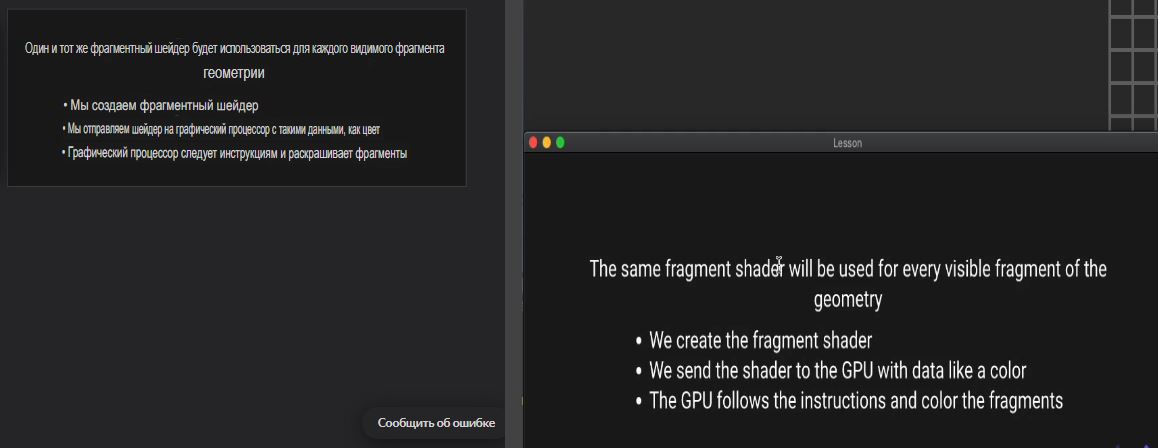 Один и тот же фрагментный шейдер будет использоваться для каждого видимого фрагмента
геометрии
• Мы создаем фрагментный шейдер
• Мы отправляем шейдер на графический процессор с такими данными, как цвет
• Графический процессор следует инструкциям и раскрашивает фрагменты
Сообщить об ошибке
Lesson
The same fragment shader will be used for every visible fragment of the
geometry
• We create the fragment shader
• We send the shader to the GPU with data like a color
• The GPU follows the instructions and color the fragments